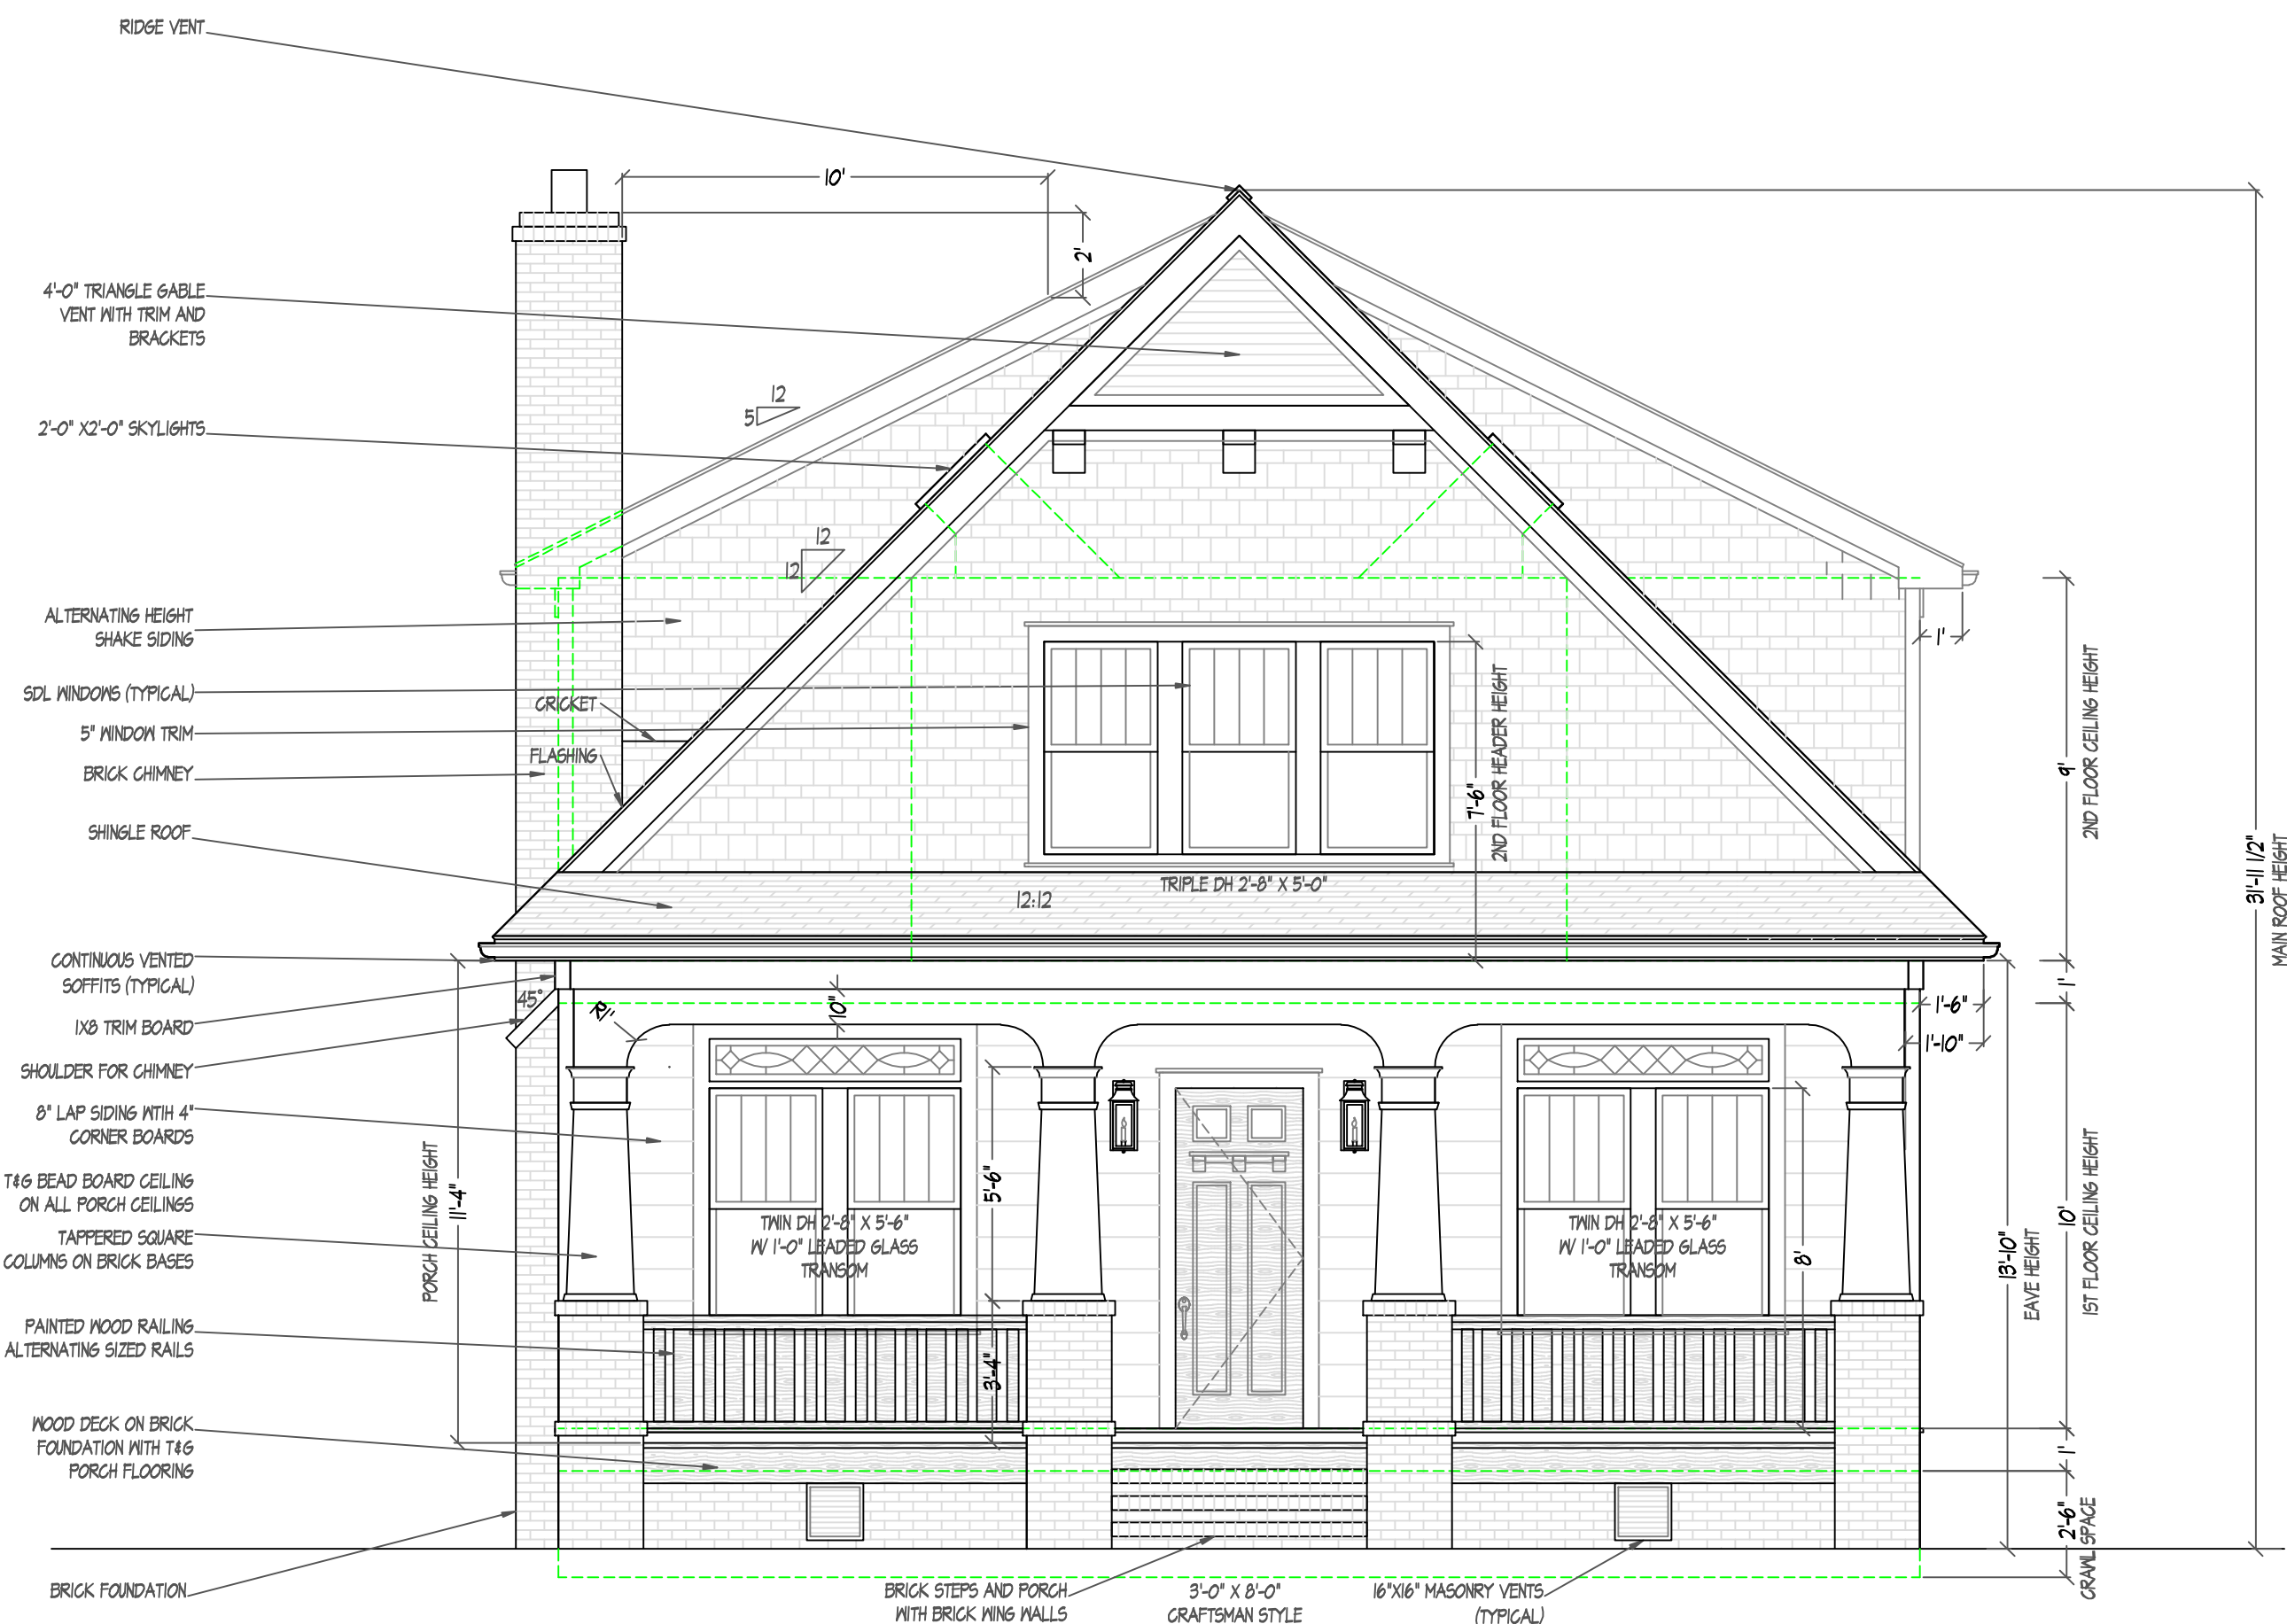 RIDGE VENT
10'
2'
4'-0" TRIANGLE GABLE
VENT WITH TRIM AND
BRACKETS
12
5
2'-0" X2'-0" SKYLIGHTS
12
12
ALTERNATING HEIGHT
SHAKE SIDING
1'
SDL WINDOWS (TYPICAL)
CRICKET
5" WINDOW TRIM
FLASHING
BRICK CHIMNEY
7'-6"
2ND FLOOR HEADER HEIGHT
9'
2ND FLOOR CEILING HEIGHT
31'-11 1/2"
MAIN ROOF HEIGHT
SHINGLE ROOF
TRIPLE DH 2'-8" X 5'-0"
12:12
CONTINUOUS VENTED
SOFFITS (TYPICAL)
45°
10"
1'
1'-6"
1X8 TRIM BOARD
1'-10"
SHOULDER FOR CHIMNEY
8" LAP SIDING WTIH 4"
CORNER BOARDS
PORCH CEILING HEIGHT
11'-4"
5'-6"
T&G BEAD BOARD CEILING
ON ALL PORCH CEILINGS
TAPPERED SQUARE
COLUMNS ON BRICK BASES
TWIN DH 2'-8" X 5'-6"
W/ 1'-0" LEADED GLASS
TRANSOM
TWIN DH 2'-8" X 5'-6"
W/ 1'-0" LEADED GLASS
TRANSOM
8'
13'-10"
EAVE HEIGHT
10'
1ST FLOOR CEILING HEIGHT
PAINTED WOOD RAILING
ALTERNATING SIZED RAILS
3'-4"
WOOD DECK ON BRICK
FOUNDATION WITH T&G
PORCH FLOORING
1'
2'-6"
CRAWL SPACE
BRICK FOUNDATION
BRICK STEPS AND PORCH
WITH BRICK WING WALLS
3'-0" X 8'-0"
CRAFTSMAN STYLE
16"X16" MASONRY VENTS
(TYPICAL)